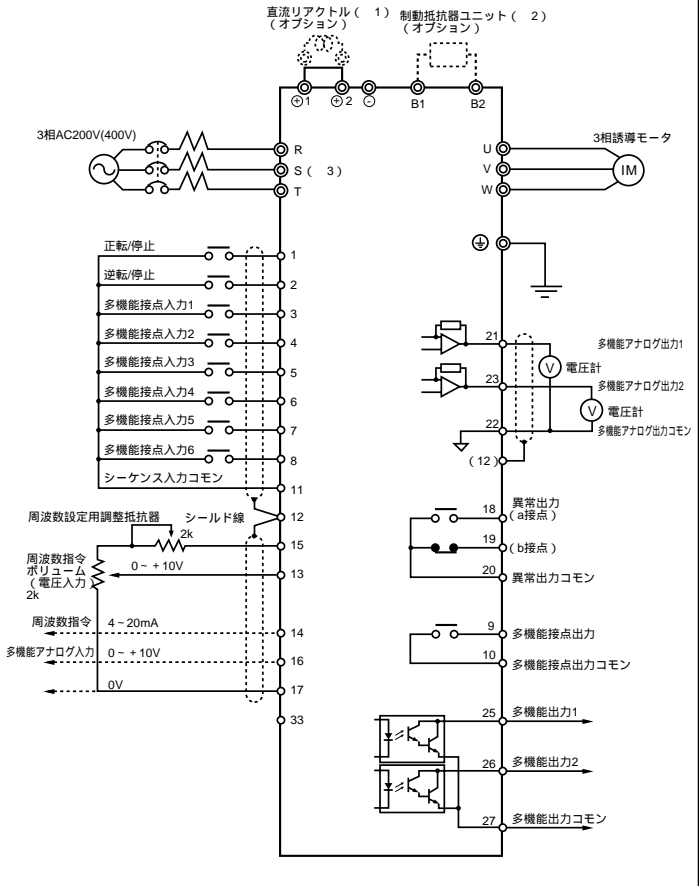 直流リアクトル（　1）
（オプション）
制動抵抗器ユニット（　2）
（オプション）
⊕1
⊕2
⊖
B1
B2
3相AC200V(400V)
R
S（　3）
T
U
V
W
3相誘導モータ
IM
正転/停止
1
逆転/停止
2
多機能接点入力1
3
多機能接点入力2
4
多機能接点入力3
5
多機能接点入力4
6
多機能接点入力5
7
多機能接点入力6
8
シーケンス入力コモン
11
周波数設定用調整抵抗器
シールド線
12
2k
15
周波数指令
ボリューム
（電圧入力）
2k
0～+10V
13
周波数指令
4～20mA
14
多機能アナログ入力
0～+10V
16
0V
17
33
21
多機能アナログ出力1
V
電圧計
23
多機能アナログ出力2
V
電圧計
22
多機能アナログ出力コモン
（12）
18
異常出力
（a接点）
19
（b接点）
20
異常出力コモン
9
多機能接点出力
10
多機能接点出力コモン
25
多機能出力1
26
多機能出力2
27
多機能出力コモン